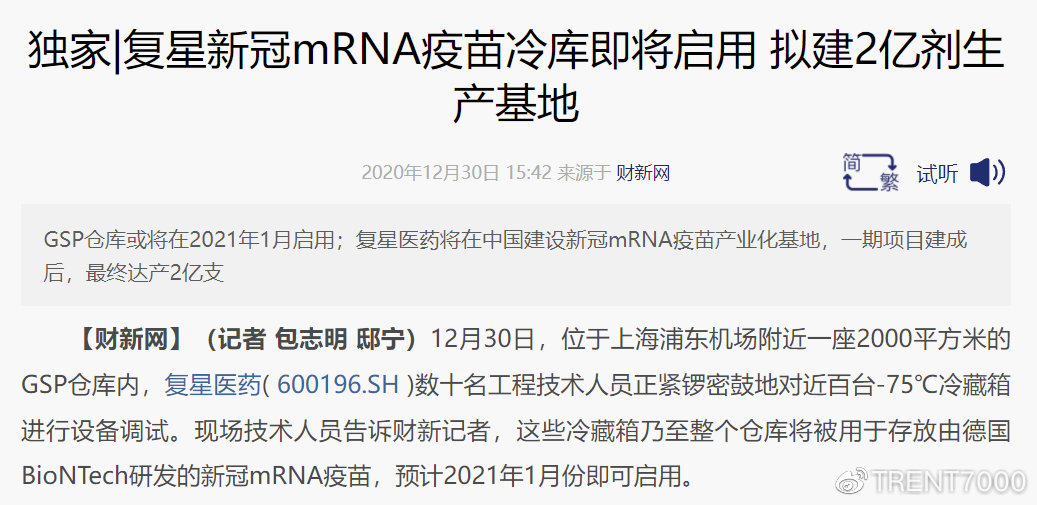 独家|复星新冠mRNA疫苗冷库即将启用 拟建2亿剂生
产基地
2020年12月30日 15:42 来源于 财新网
简繁
试听
GSP仓库或将在2021年1月启用；复星医药将在中国建设新冠mRNA疫苗产业化基地，一期项目建成
后，最终达产2亿支
【财新网】（记者 包志明 邸宁）12月30日，位于上海浦东机场附近一座2000平方米的
GSP仓库内，复星医药( 600196.SH )数十名工程技术人员正紧锣密鼓地对近百台-75℃冷藏箱
进行设备调试。现场技术人员告诉财新记者，这些冷藏箱乃至整个仓库将被用于存放由德国
BioNTech研发的新冠mRNA疫苗，预计2021年1月份即可启用。
TRENT7000